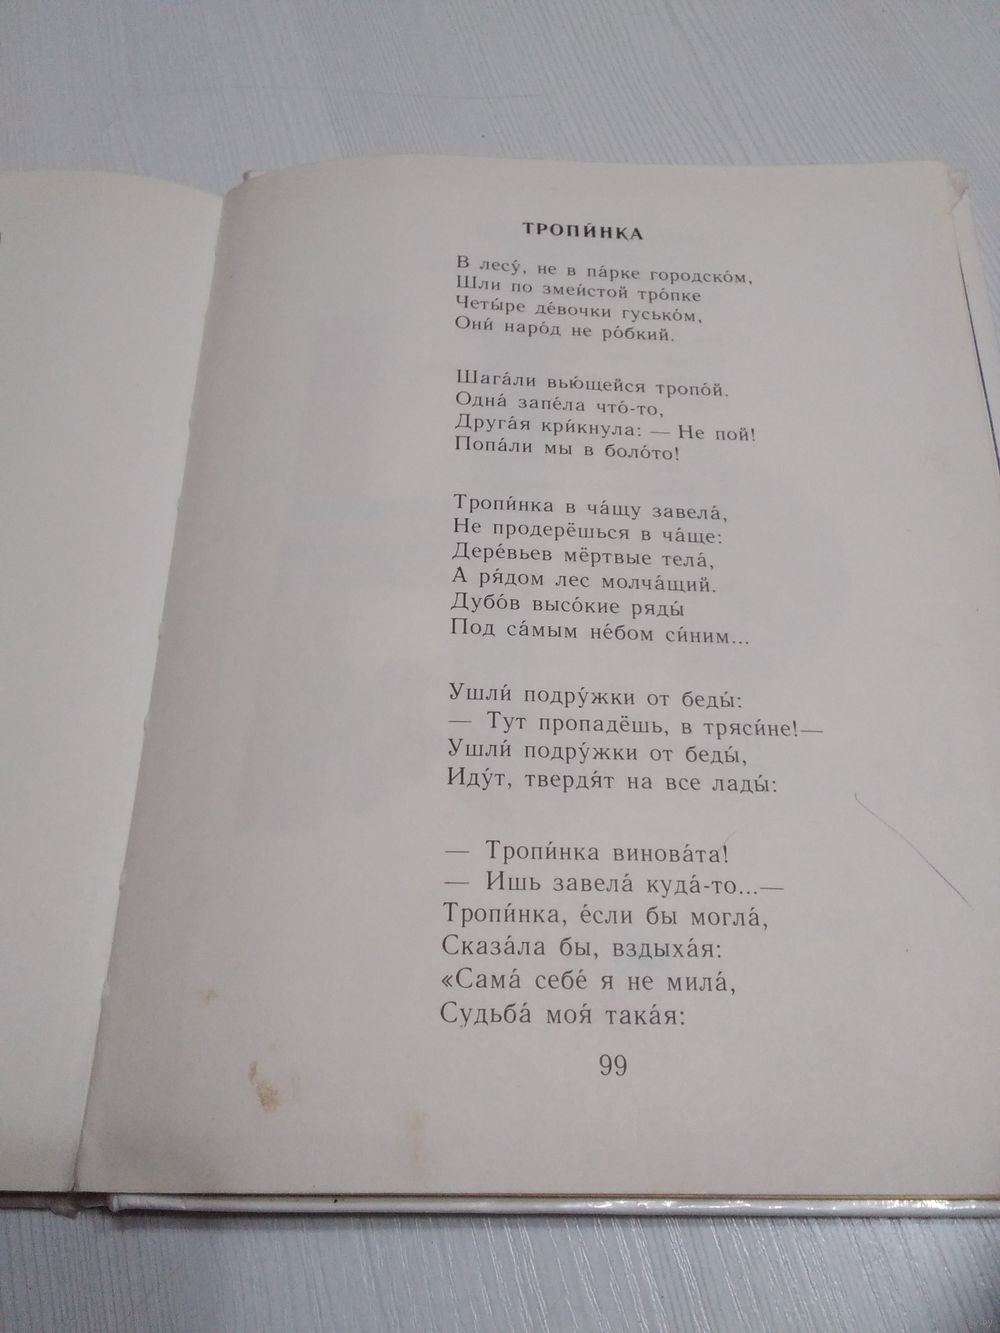 ТРОПИ́НКА
В лесу́, не в па́рке городско́м,
Шли по змеи́стой тро́пке
Четы́ре де́вочки гусько́м,
Они́ наро́д не ро́бкий.
Шага́ли вью́щейся тропо́й.
Одна́ запе́ла что́-то,
Друга́я кри́кнула: — Не пой!
Попа́ли мы в боло́то!
Тропи́нка в ча́щу завела́,
Не продерёшься в ча́ще:
Дере́вьев мёртвые тела́,
А ря́дом лес молча́щий.
Дубо́в высо́кие ряды́
Под са́мым не́бом си́ним...
Ушли́ подру́жки от беды́:
— Тут пропадёшь, в тряси́не!—
Ушли́ подру́жки от беды́,
Иду́т, твердя́т на все лады́:
— Тропи́нка винова́та!
— Ишь завела́ куда́-то...—
Тропи́нка, е́сли бы могла́,
Сказа́ла бы, вздыха́я:
«Сама́ себе́ я не мила́,
Судьба́ моя́ така́я:
99